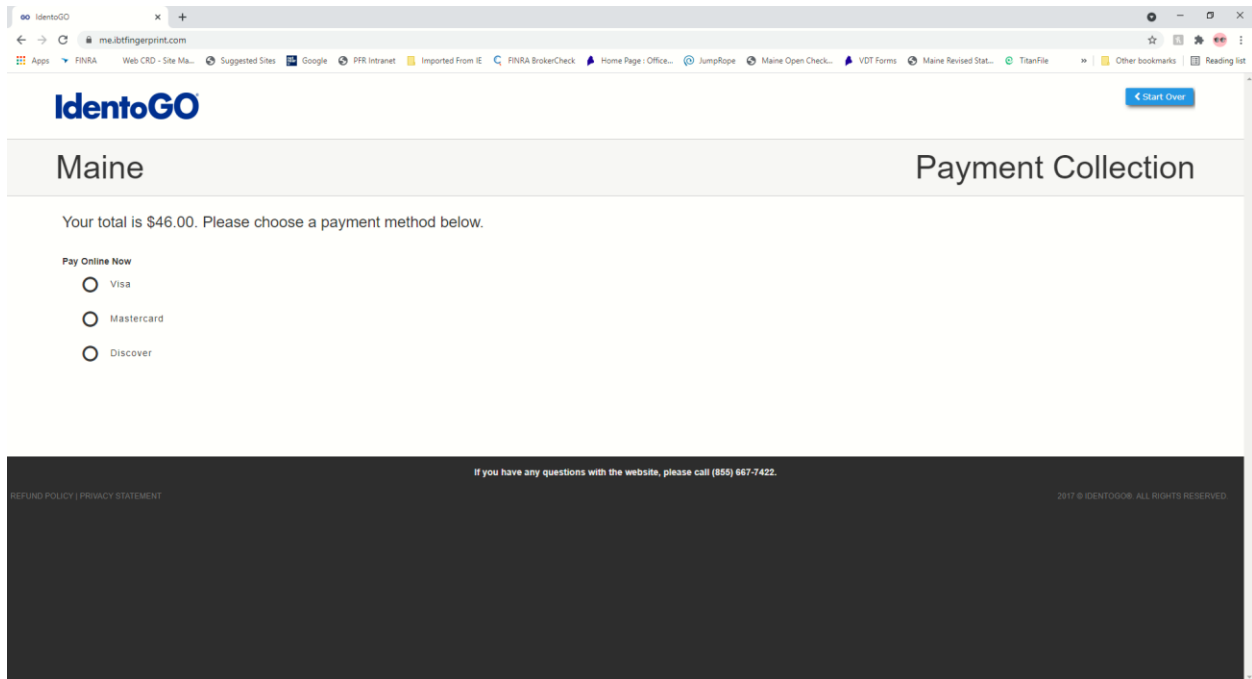 IdentoGO
me.ibtfingerprint.com
Apps FINRA Web CRD - Site Ma... Suggested Sites Google PFR Intranet Imported From IE FINRA BrokerCheck Home Page : Office... JumpRope Maine Open Check... VDT Forms Maine Revised Stat... TitanFile » Other bookmarks Reading list
IdentoGO
Start Over
Maine Payment Collection
Your total is $46.00. Please choose a payment method below.
Pay Online Now
Visa
Mastercard
Discover
If you have any questions with the website, please call (855) 667-7422.
REFUND POLICY | PRIVACY STATEMENT 2017 © IDENTOGO®. ALL RIGHTS RESERVED.